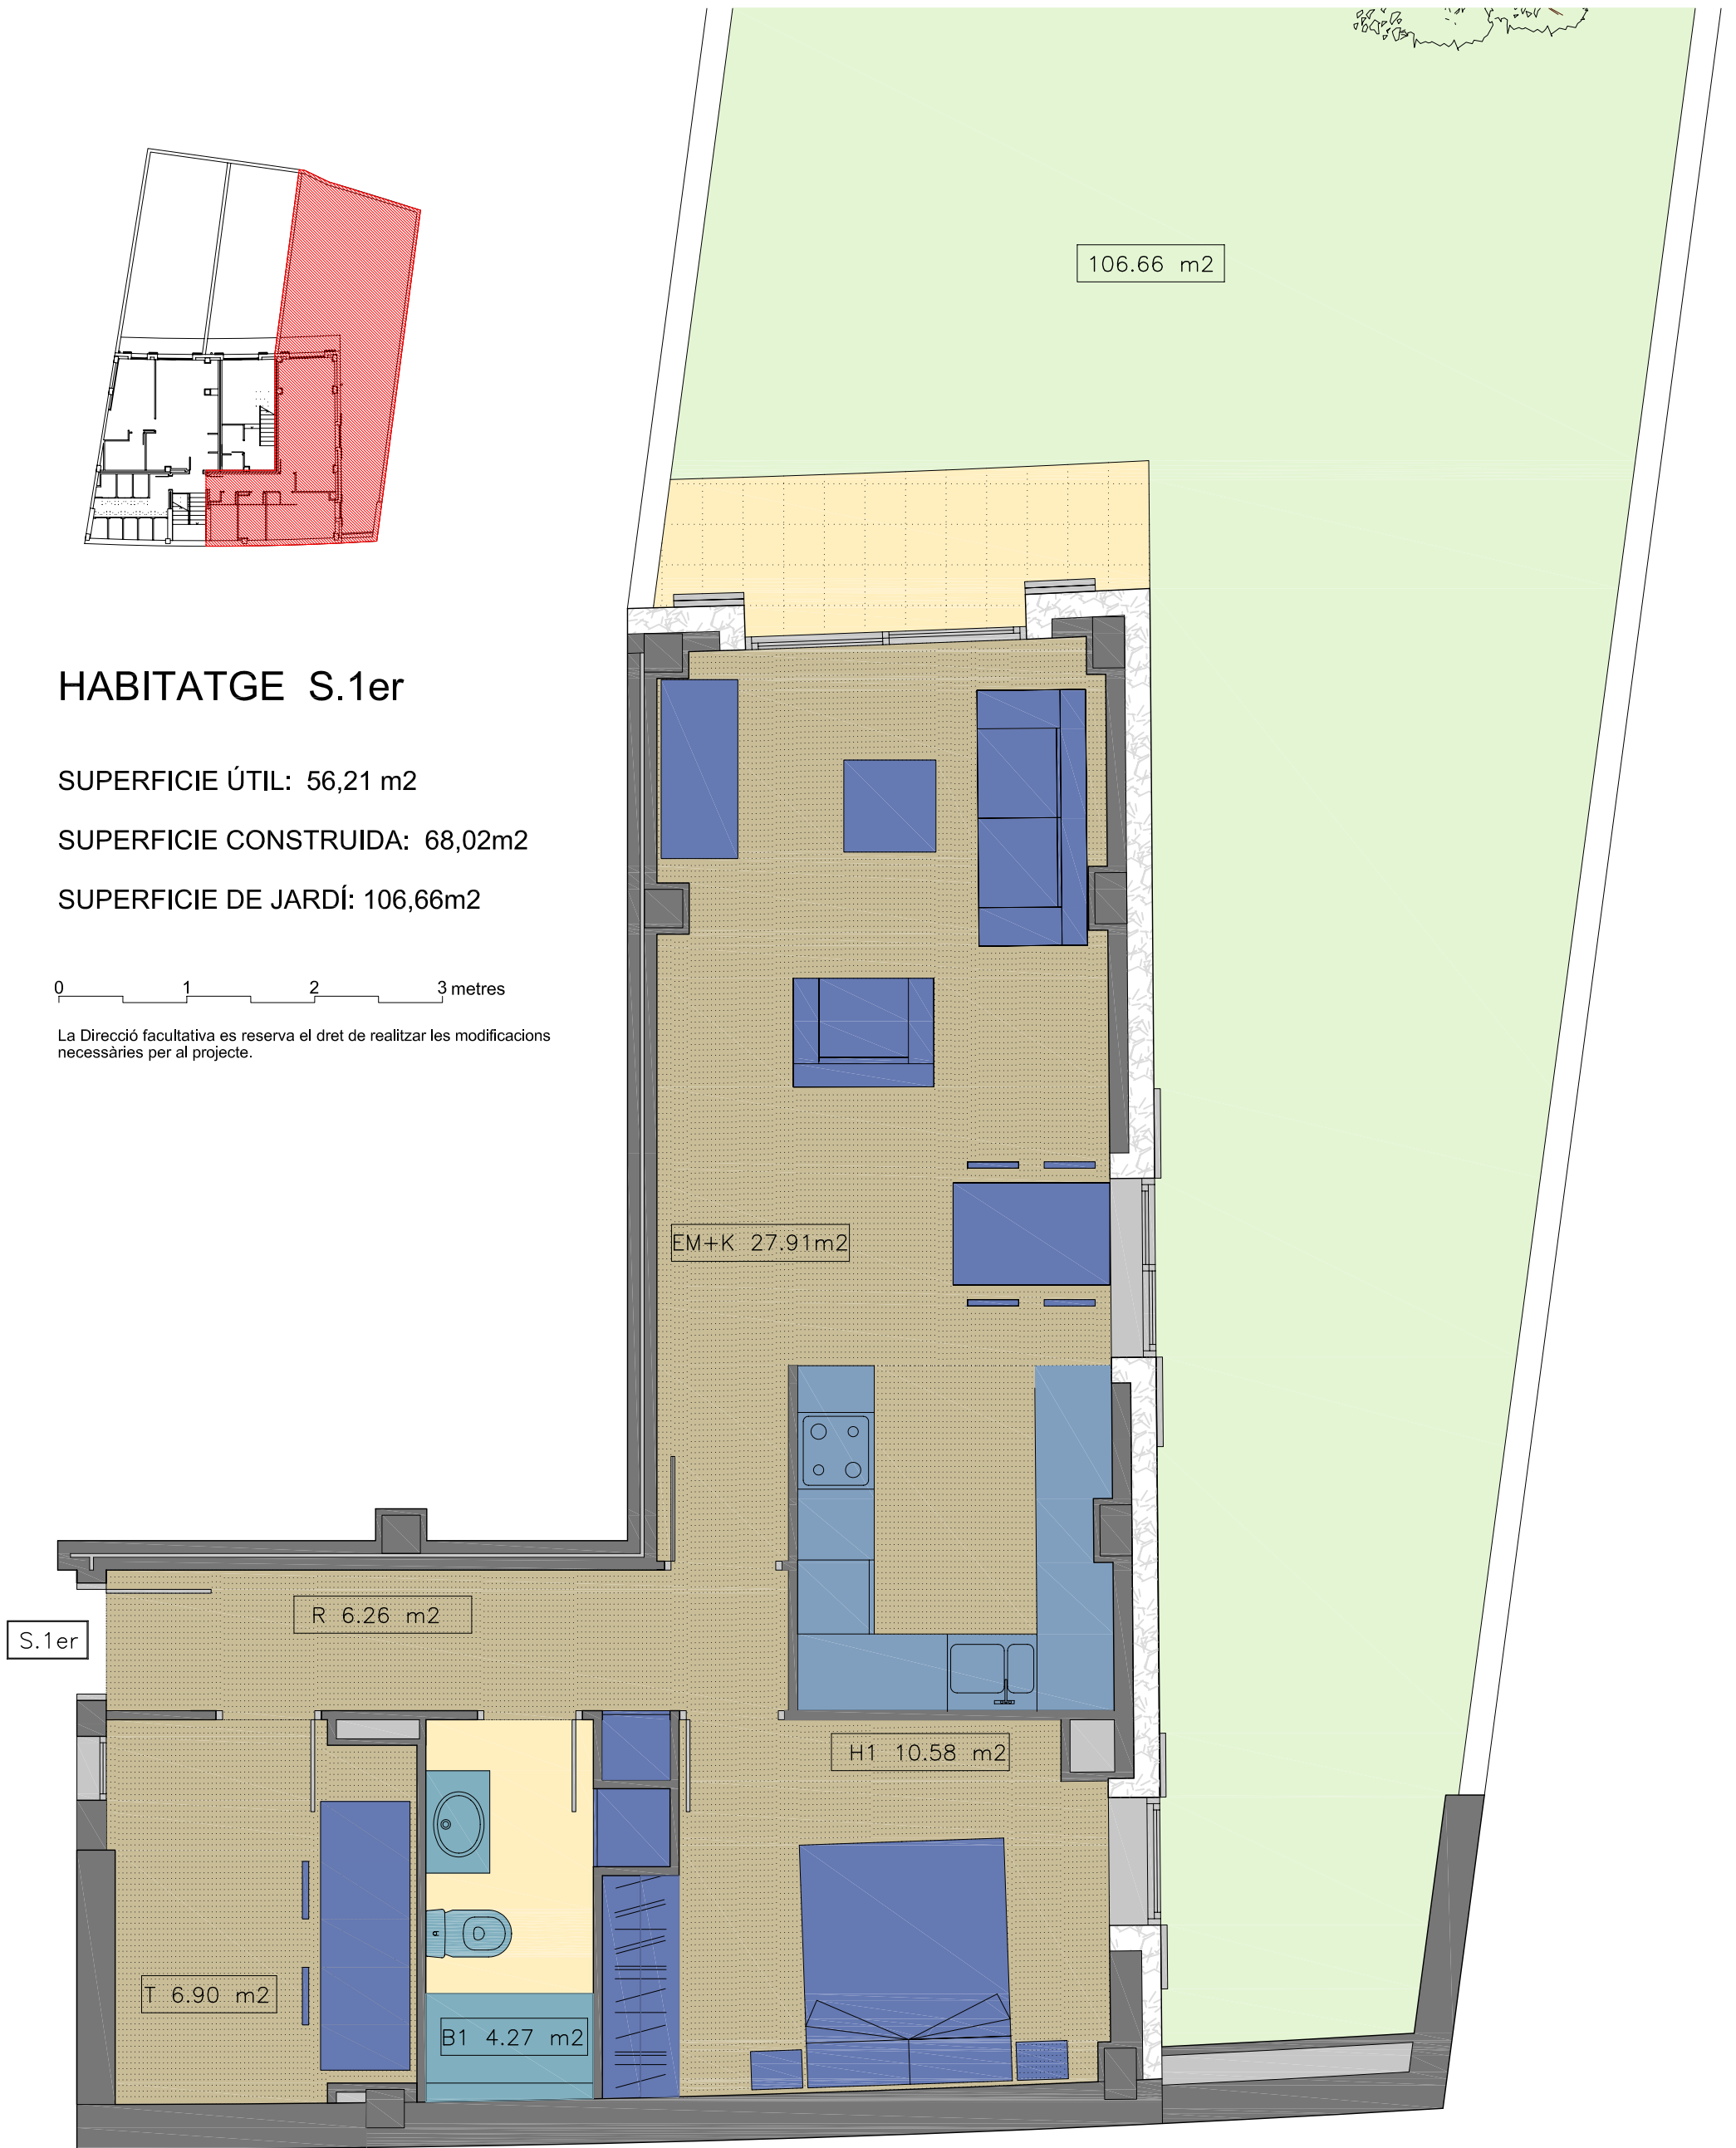 106.66 m2
HABITATGE S.1er
SUPERFICIE ÚTIL: 56,21 m2
SUPERFICIE CONSTRUIDA: 68,02m2
SUPERFICIE DE JARDÍ: 106,66m2
0 1 2 3 metres
La Direcció facultativa es reserva el dret de realitzar les modificacions
necessàries per al projecte.
EM+K 27.91m2
R 6.26 m2
S.1er
H1 10.58 m2
T 6.90 m2
B1 4.27 m2